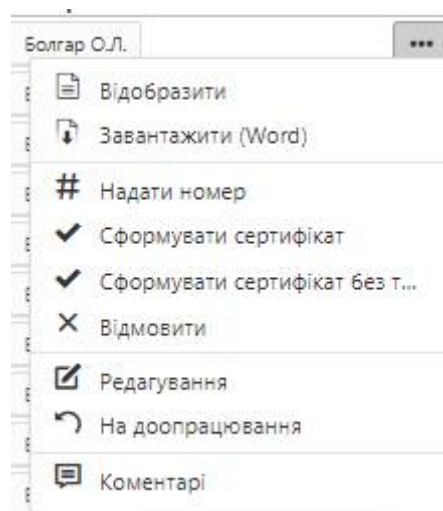 Болгар О.Л.
Відобразити
Завантажити (Word)
Надати номер
Сформувати сертифікат
Сформувати сертифікат без т...
Відмовити
Редагування
На доопрацювання
Коментарі